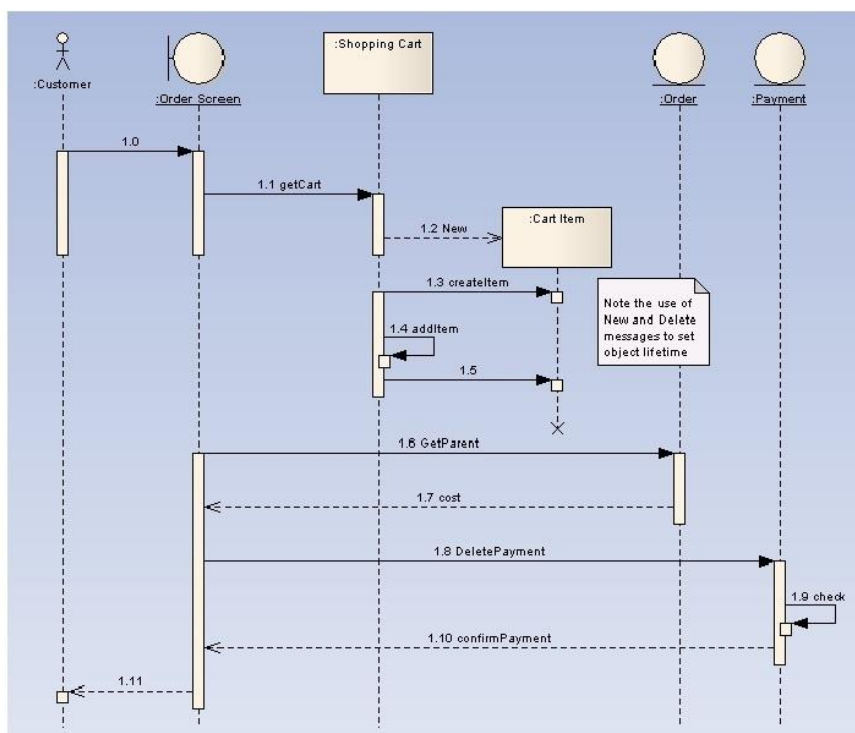 :Customer
:Order Screen
:Shopping Cart
:Order
:Payment
1.0
1.1 getCart
1.2 New
:Cart Item
1.3 createItem
Note the use of
New and Delete
messages to set
object lifetime
1.4 addItem
1.5
1.6 GetParent
1.7 cost
1.8 DeletePayment
1.9 check
1.10 confirmPayment
1.11